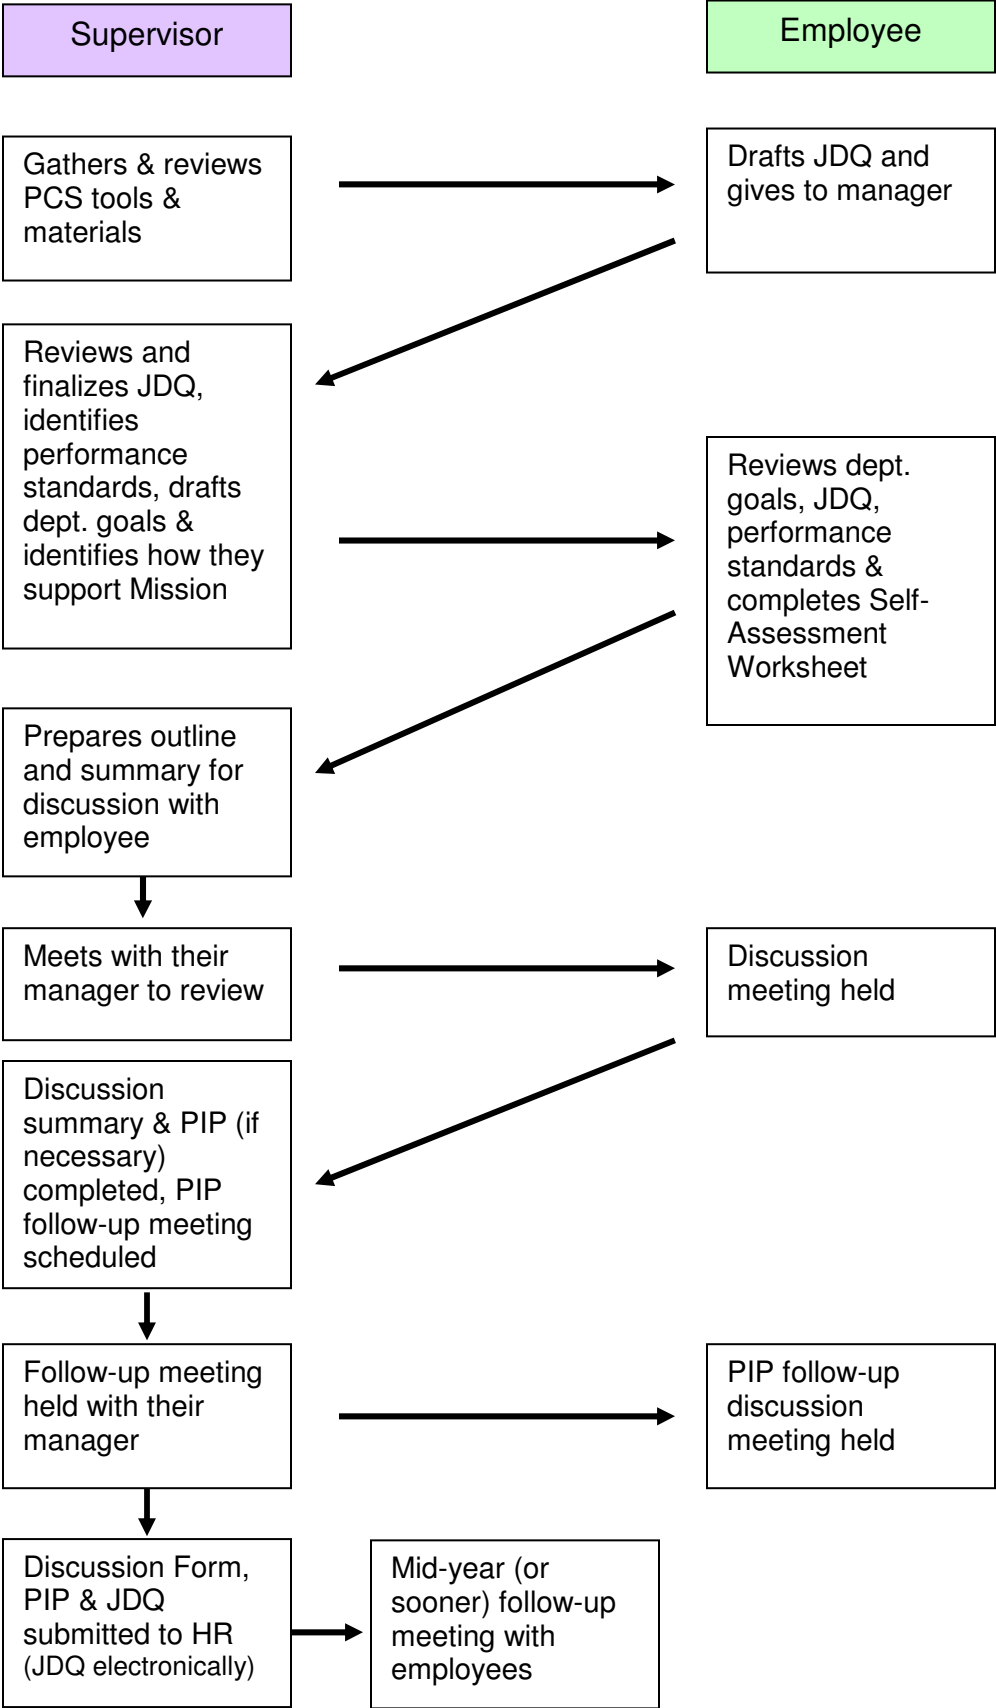 Supervisor
Employee
Gathers & reviews
PCS tools &
materials
Drafts JDQ and
gives to manager
Reviews and
finalizes JDQ,
identifies
performance
standards, drafts
dept. goals &
identifies how they
support Mission
Reviews dept.
goals, JDQ,
performance
standards &
completes Self-
Assessment
Worksheet
Prepares outline
and summary for
discussion with
employee
Meets with their
manager to review
Discussion
meeting held
Discussion
summary & PIP (if
necessary)
completed, PIP
follow-up meeting
scheduled
Follow-up meeting
held with their
manager
PIP follow-up
discussion
meeting held
Discussion Form,
PIP & JDQ
submitted to HR
(JDQ electronically)
Mid-year (or
sooner) follow-up
meeting with
employees